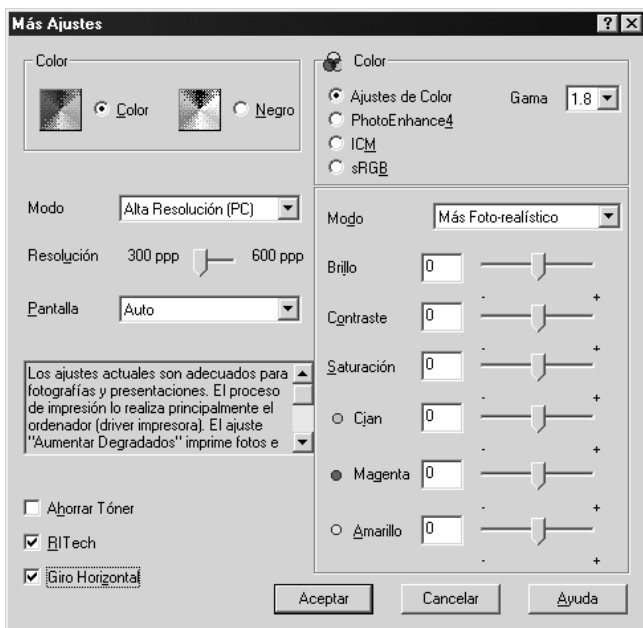 Más Ajustes
Color
Color
Negro
Modo
Alta Resolución (PC)
Resolución
300 ppp
600 ppp
Pantalla
Auto
Los ajustes actuales son adecuados para
fotografías y presentaciones. El proceso
de impresión lo realiza principalmente el
ordenador (driver impresora). El ajuste
"Aumentar Degradados" imprime fotos e
Ahorrar Tóner
RITech
Giro Horizontal
Color
Ajustes de Color
Gama
1.8
PhotoEnhance4
ICM
sRGB
Modo
Más Foto-realístico
Brillo
0
- +
Contraste
0
- +
Saturación
0
- +
Cian
0
- +
Magenta
0
- +
Amarillo
0
- +
Aceptar
Cancelar
Ayuda